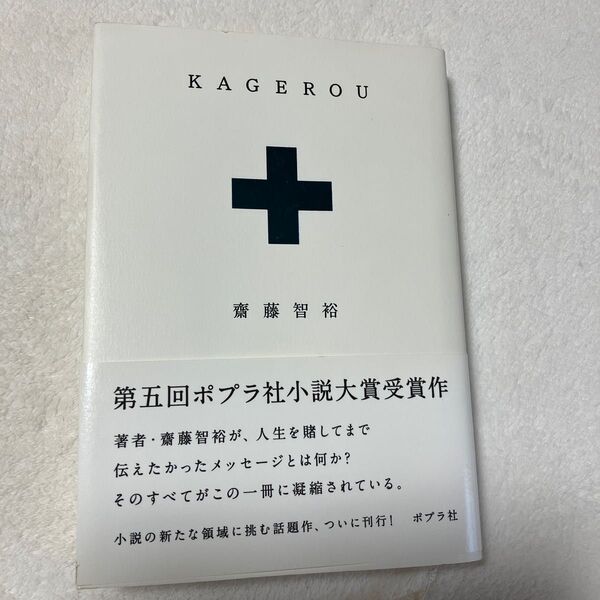 KAGEROU
齋藤智裕
第五回ポプラ社小説大賞受賞作
著者・齋藤智裕が、人生を賭してまで
伝えたかったメッセージとは何か?
そのすべてがこの一冊に凝縮されている。
小説の新たな領域に挑む話題作、ついに刊行! ポプラ社